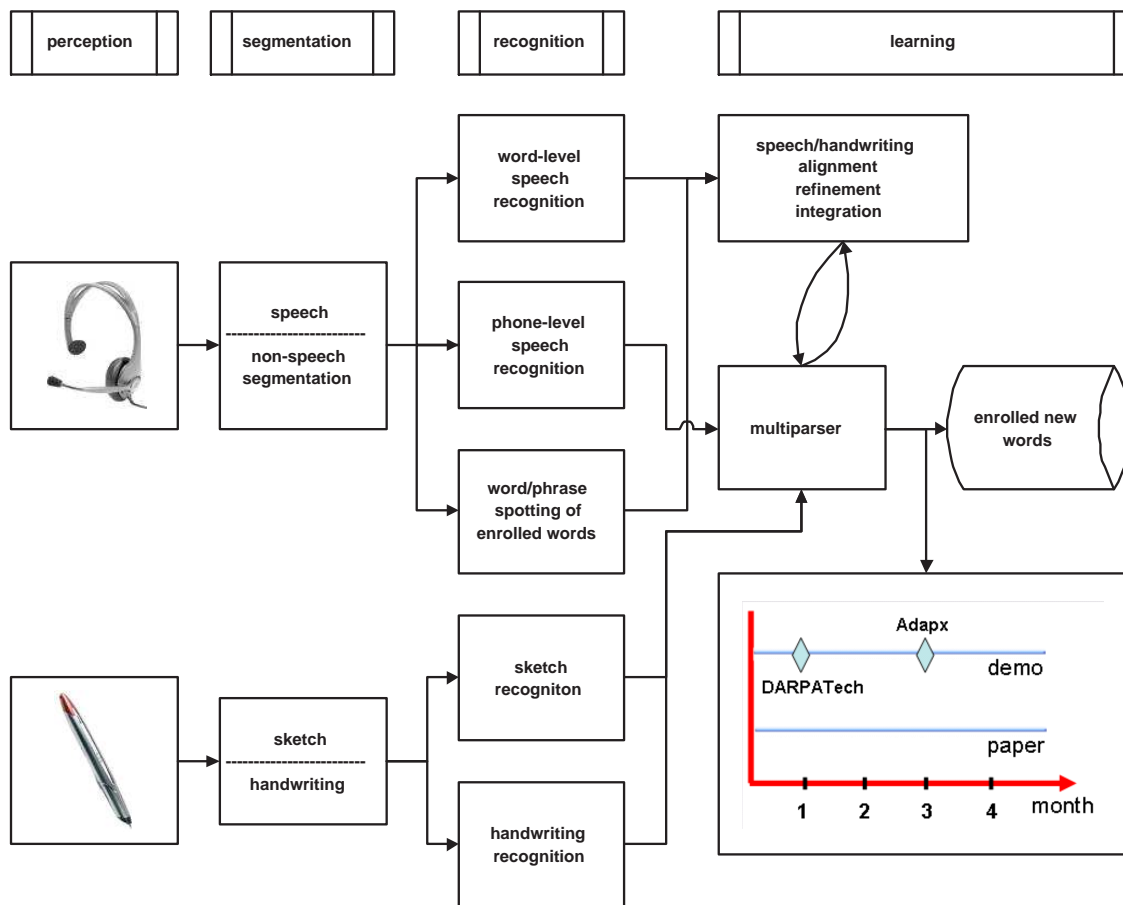 perception
segmentation
recognition
learning
word-level
speech
recognition
speech/handwriting
alignment
refinement
integration
speech
non-speech
segmentation
phone-level
speech
recognition
multiparser
enrolled new
words
word/phrase
spotting of
enrolled words
sketch
recogniton
sketch
handwriting
handwriting
recognition
Adapx
demo
DARPATech
paper
1 2 3 4 month